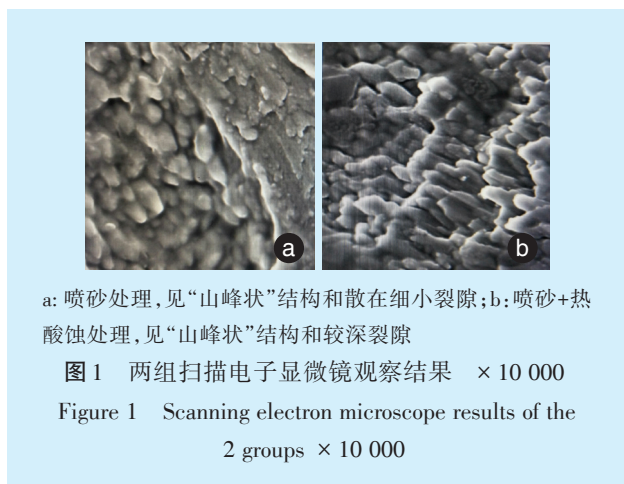 a
b
a: 喷砂处理,见“山峰状”结构和散在细小裂隙;b:喷砂+热
酸蚀处理,见“山峰状”结构和较深裂隙
图1 两组扫描电子显微镜观察结果 × 10 000
Figure 1 Scanning electron microscope results of the
2 groups × 10 000